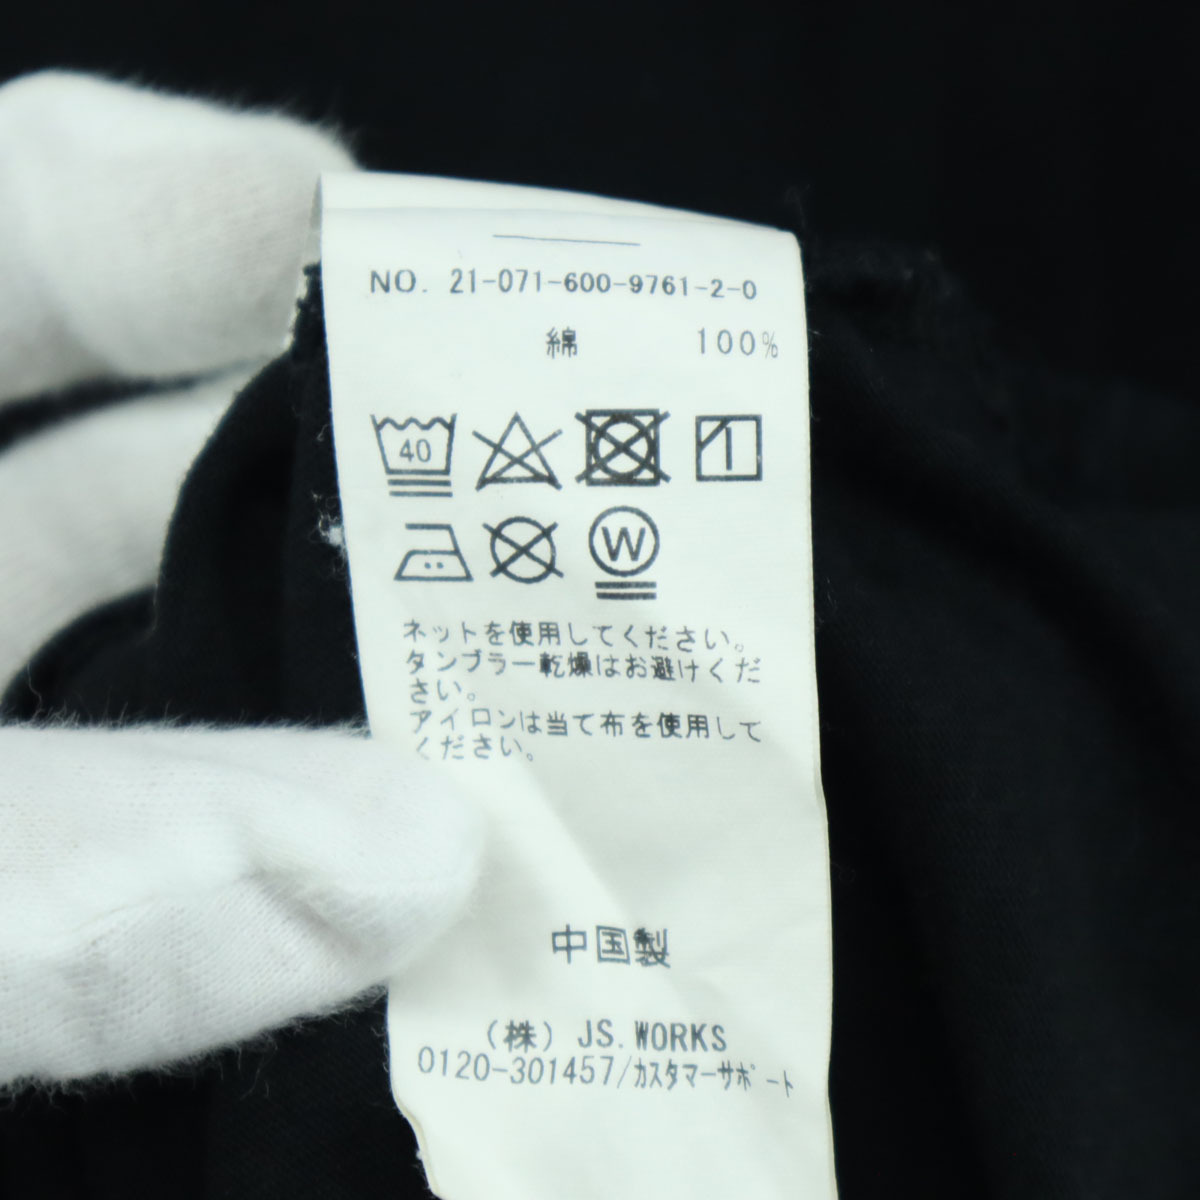 NO. 21-071-600-9761-2-0
綿 100%
40
W
ネットを使用してください。
タンブラー乾燥はお避けくだ
さい。
アイロンは当て布を使用して
ください。
中国製
(株) JS.WORKS
0120-301457/ｶｽﾀﾏｰｻﾎﾟｰﾄ